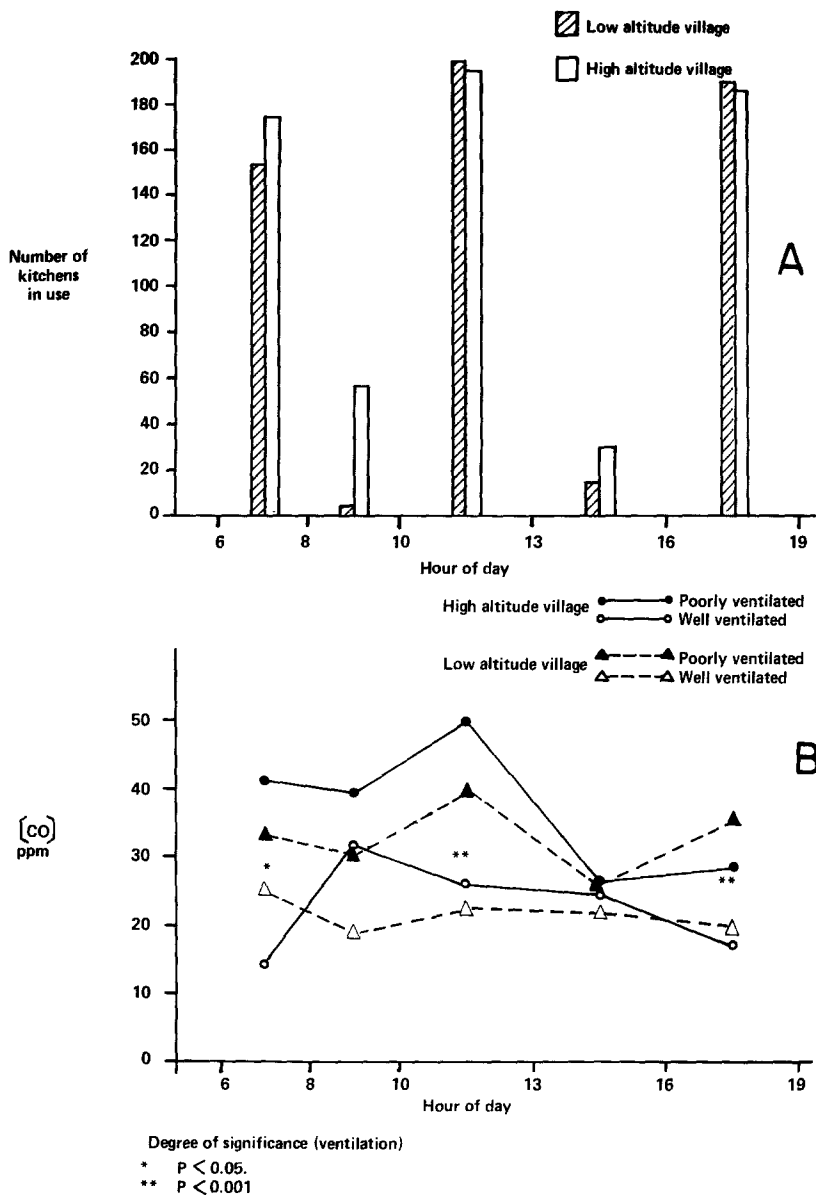 Low altitude village
High altitude village
200
180
160
140
120
100
80
60
40
20
0
Number of
kitchens
in use
A
6 8 10 13 16 19
Hour of day
High altitude village Poorly ventilated
Well ventilated
Low altitude village Poorly ventilated
Well ventilated
B
50
40
30
20
10
0
[CO]
ppm
*
**
**
6 8 10 13 16 19
Hour of day
Degree of significance (ventilation)
* P < 0.05.
** P < 0.001